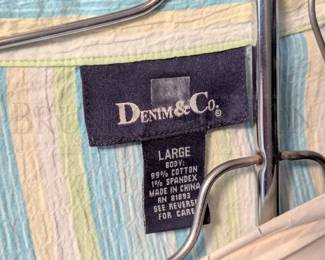 DENIM & CO.®
LARGE
BODY:
99% COTTON
1% SPANDEX
MADE IN CHINA
RN 81893
SEE REVERSE
FOR CARE